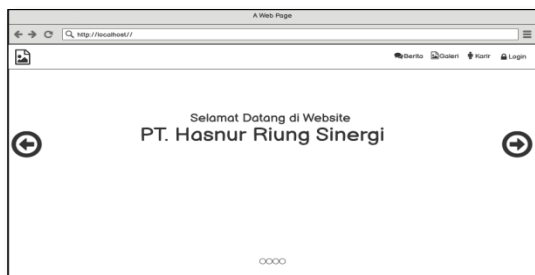 A Web Page
http://localhost//
Berita Galeri Karir Login
Selamat Datang di Website
PT. Hasnur Riung Sinergi